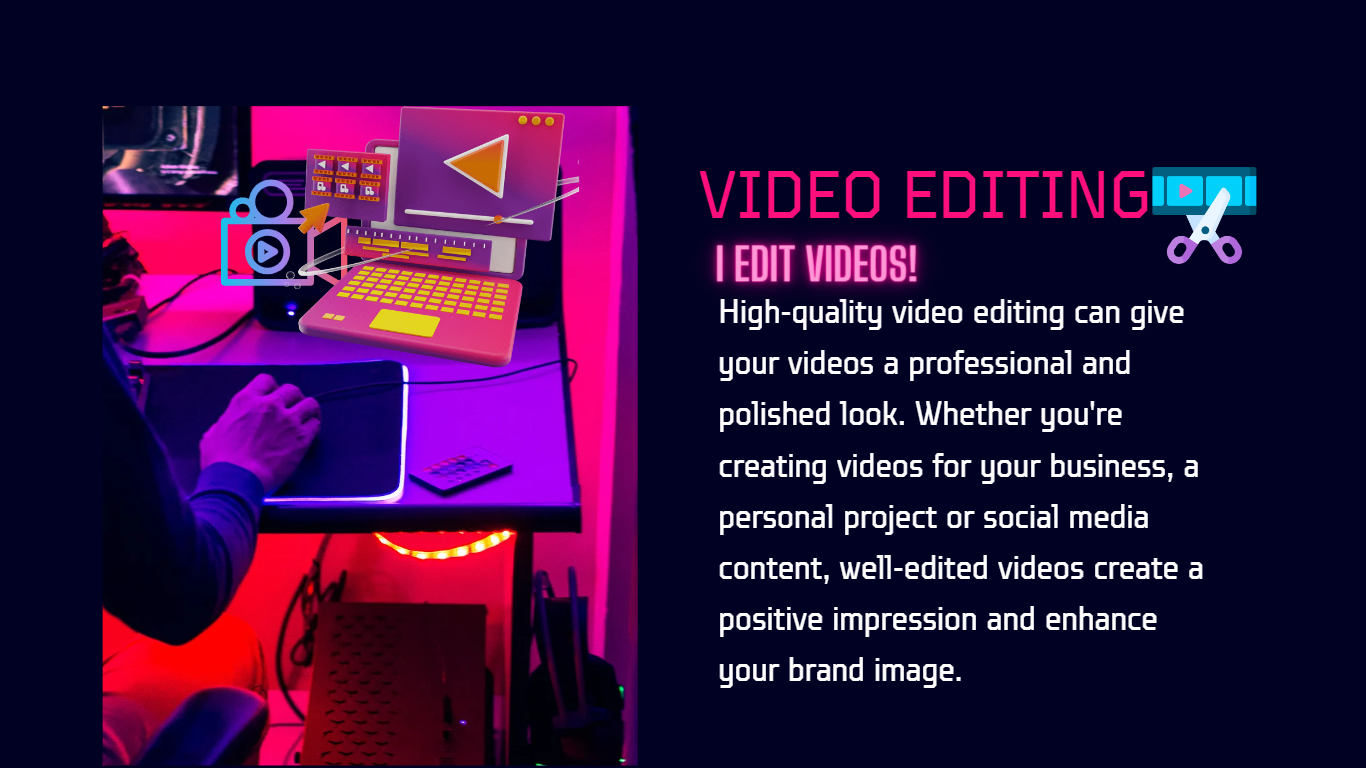 VIDEO EDITING
I EDIT VIDEOS!
High-quality video editing can give
your videos a professional and
polished look. Whether you're
creating videos for your business, a
personal project or social media
content, well-edited videos create a
positive impression and enhance
your brand image.